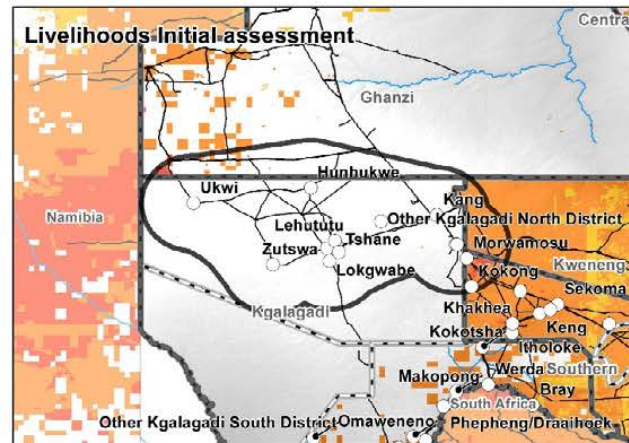 Livelihoods Initial assessment
Central
Ghanzi
Hunhukwe
Ukwi
Kang
Namibia
Lehututu
Other Kgalagadi North District
Tshane
Morwamosu
Zutswa
Lokgwabe
Kokong
Kweneng
Kgalagadi
Sekoma
Khakhea
Keng
Kokotsha
Itholoke
Werda
Southern
Makopong
Bray
South Africa
Other Kgalagadi South District
Omaweneno
Phepheng/Draaihoek